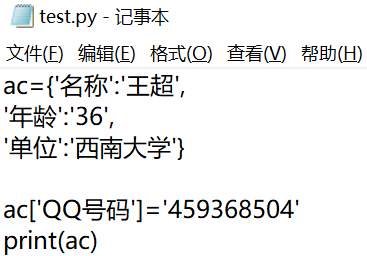 test.py - 记事本
文件(F) 编辑(E) 格式(O) 查看(V) 帮助(H)
ac={'名称':'王超',
'年龄':'36',
'单位':'西南大学'}
ac['QQ号码']='459368504'
print(ac)